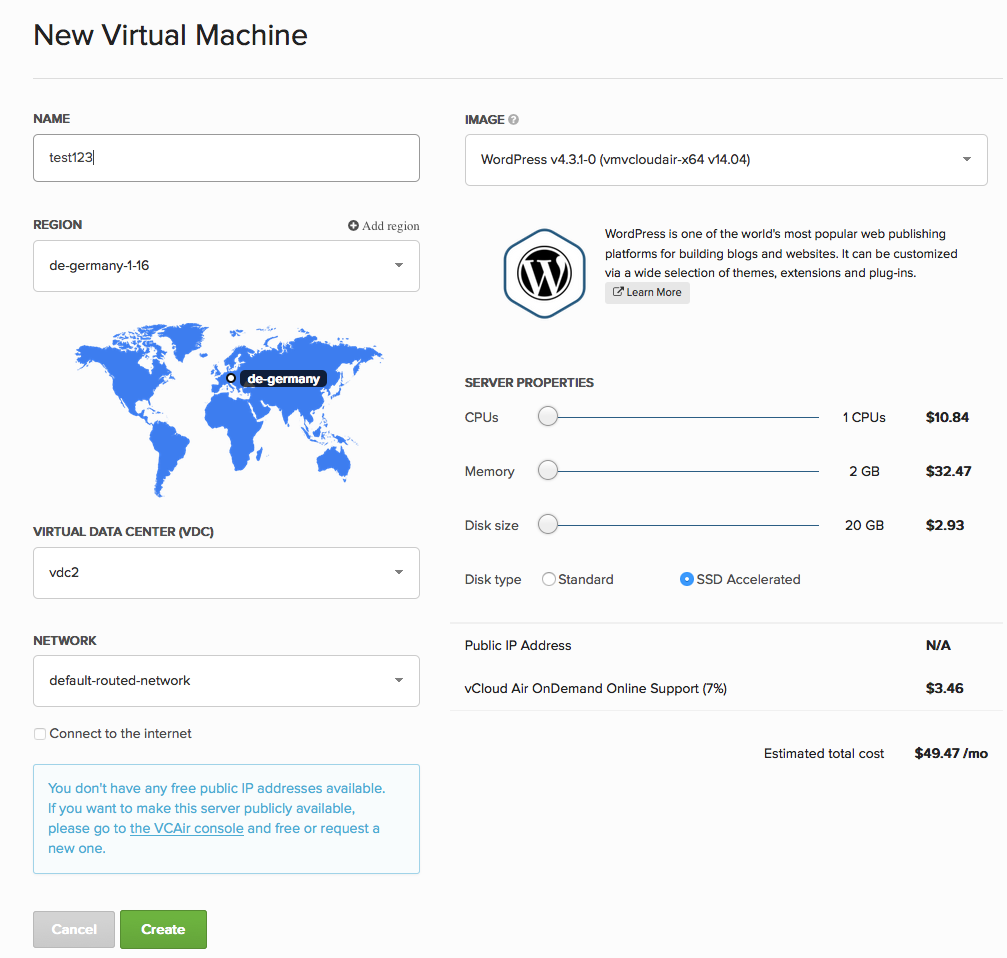 New Virtual Machine
NAME
test123
REGION
Add region
de-germany-1-16
de-germany
VIRTUAL DATA CENTER (VDC)
vdc2
NETWORK
default-routed-network
Connect to the internet
You don't have any free public IP addresses available.
If you want to make this server publicly available,
please go to the VCAir console and free or request a
new one.
Cancel
Create
IMAGE ?
WordPress v4.3.1-0 (vmvcloudair-x64 v14.04)
W
WordPress is one of the world's most popular web publishing
platforms for building blogs and websites. It can be customized
via a wide selection of themes, extensions and plug-ins.
Learn More
SERVER PROPERTIES
CPUs 1 CPUs $10.84
Memory 2 GB $32.47
Disk size 20 GB $2.93
Disk type Standard SSD Accelerated
Public IP Address N/A
vCloud Air OnDemand Online Support (7%) $3.46
Estimated total cost $49.47 /mo